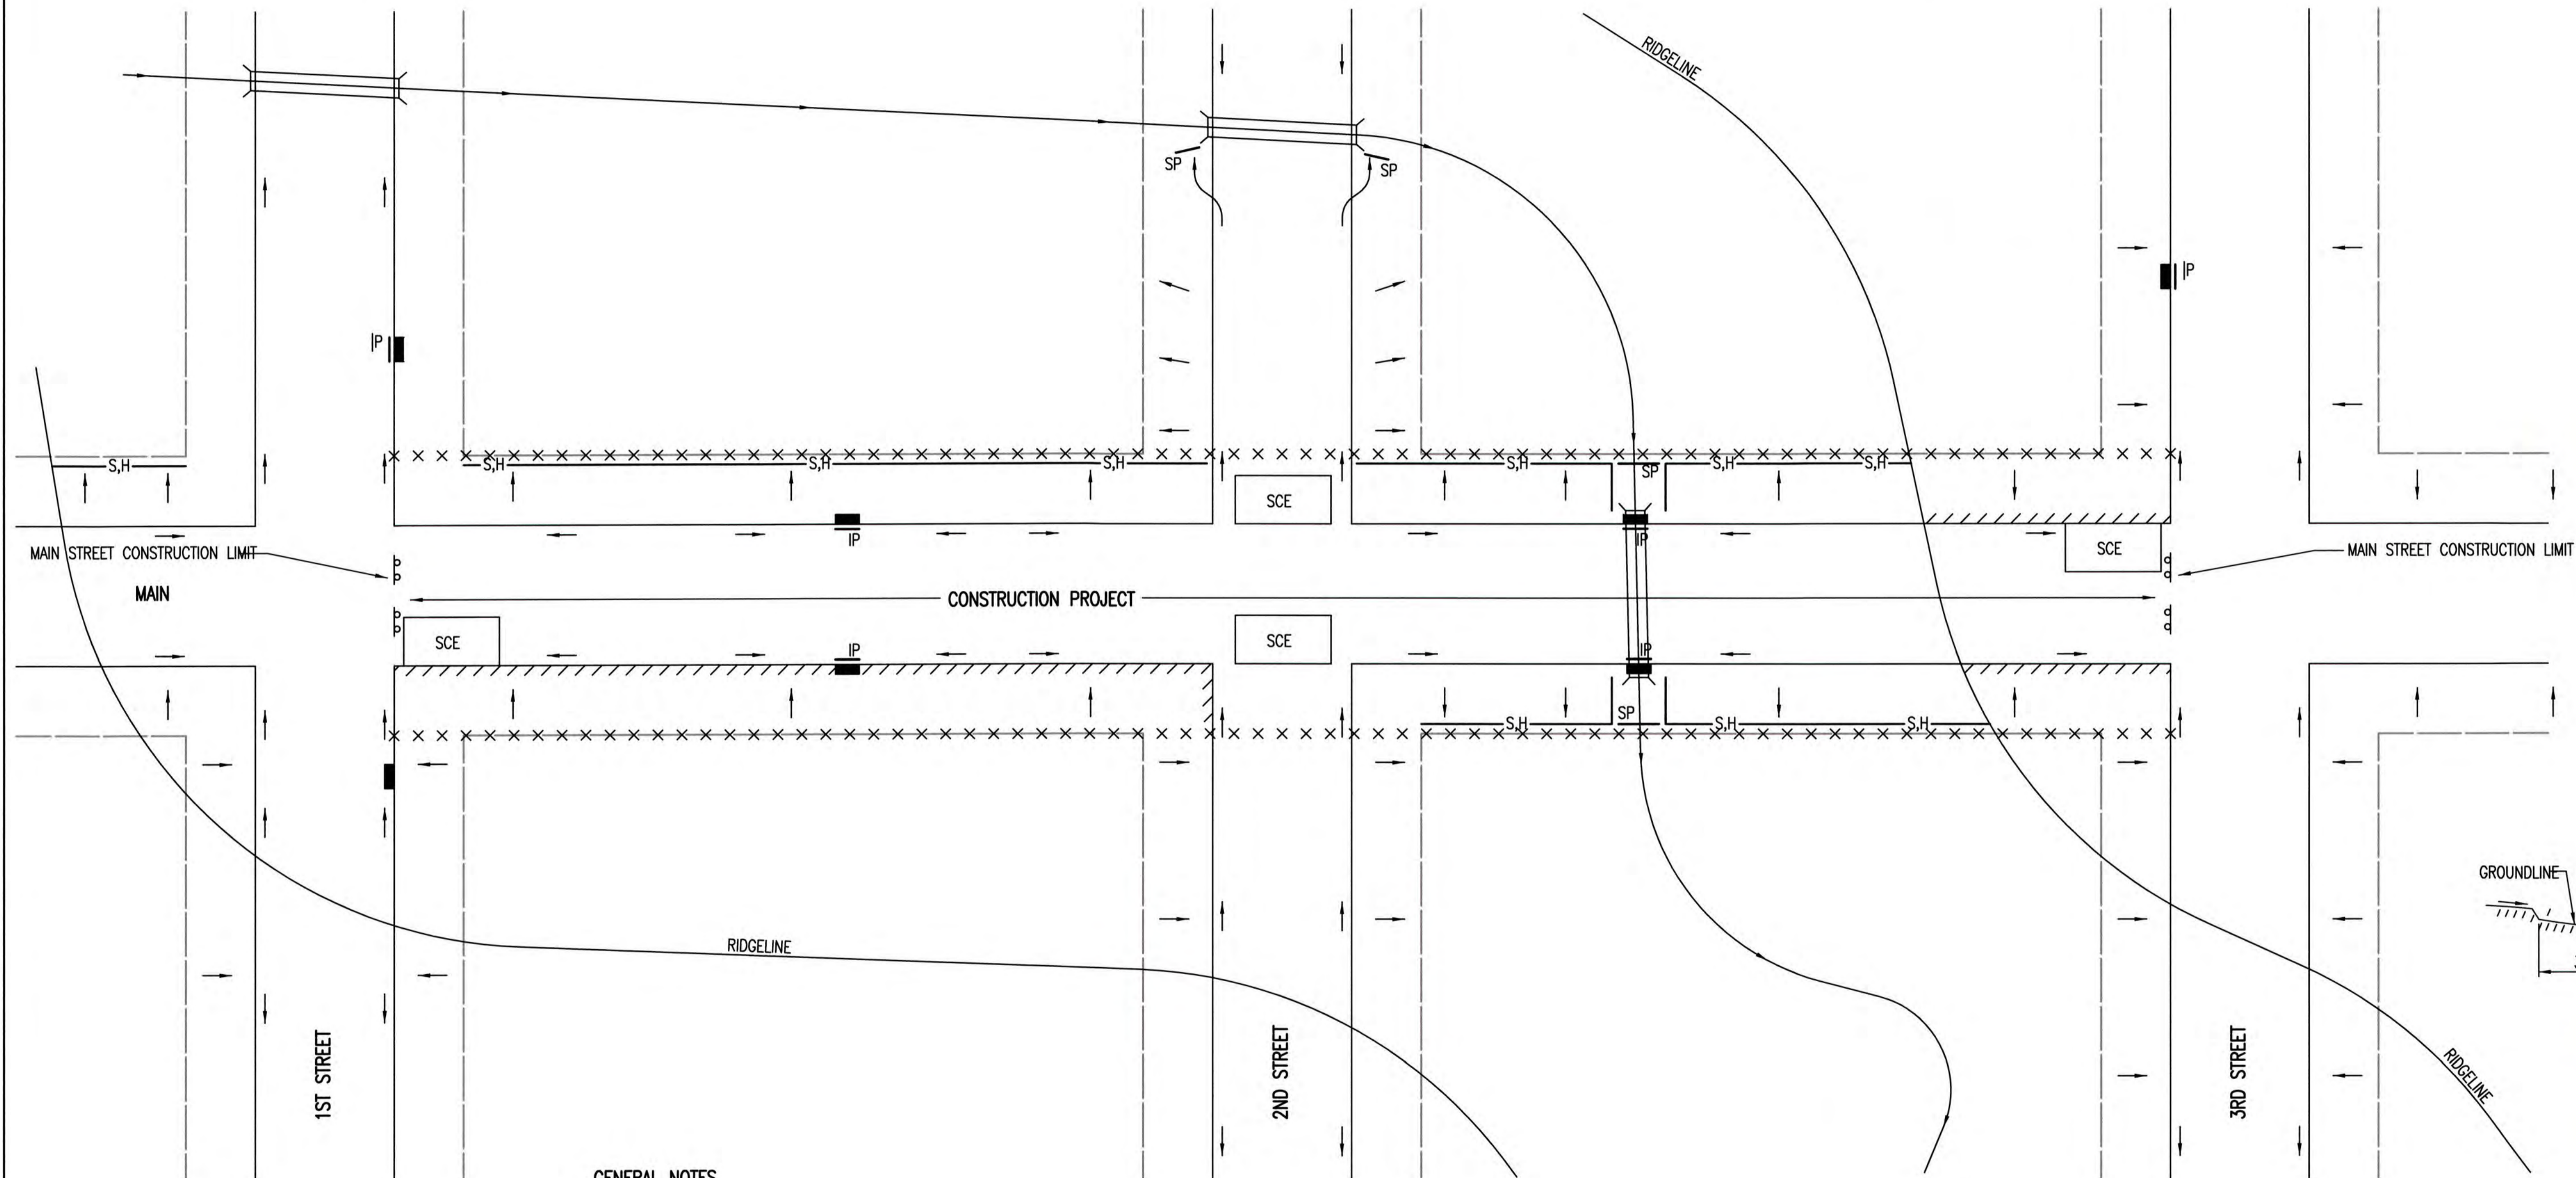 RIDGELINE
SP
SP
IP
IP
S,H
S,H
S,H
S,H
S,H
SP
S,H
S,H
SCE
IP
IP
SCE
MAIN STREET CONSTRUCTION LIMIT
MAIN STREET CONSTRUCTION LIMIT
MAIN
CONSTRUCTION PROJECT
SCE
SCE
IP
IP
S,H
SP
S,H
S,H
GROUNDLINE
RIDGELINE
1ST STREET
2ND STREET
3RD STREET
RIDGELINE
GENERAL NOTES